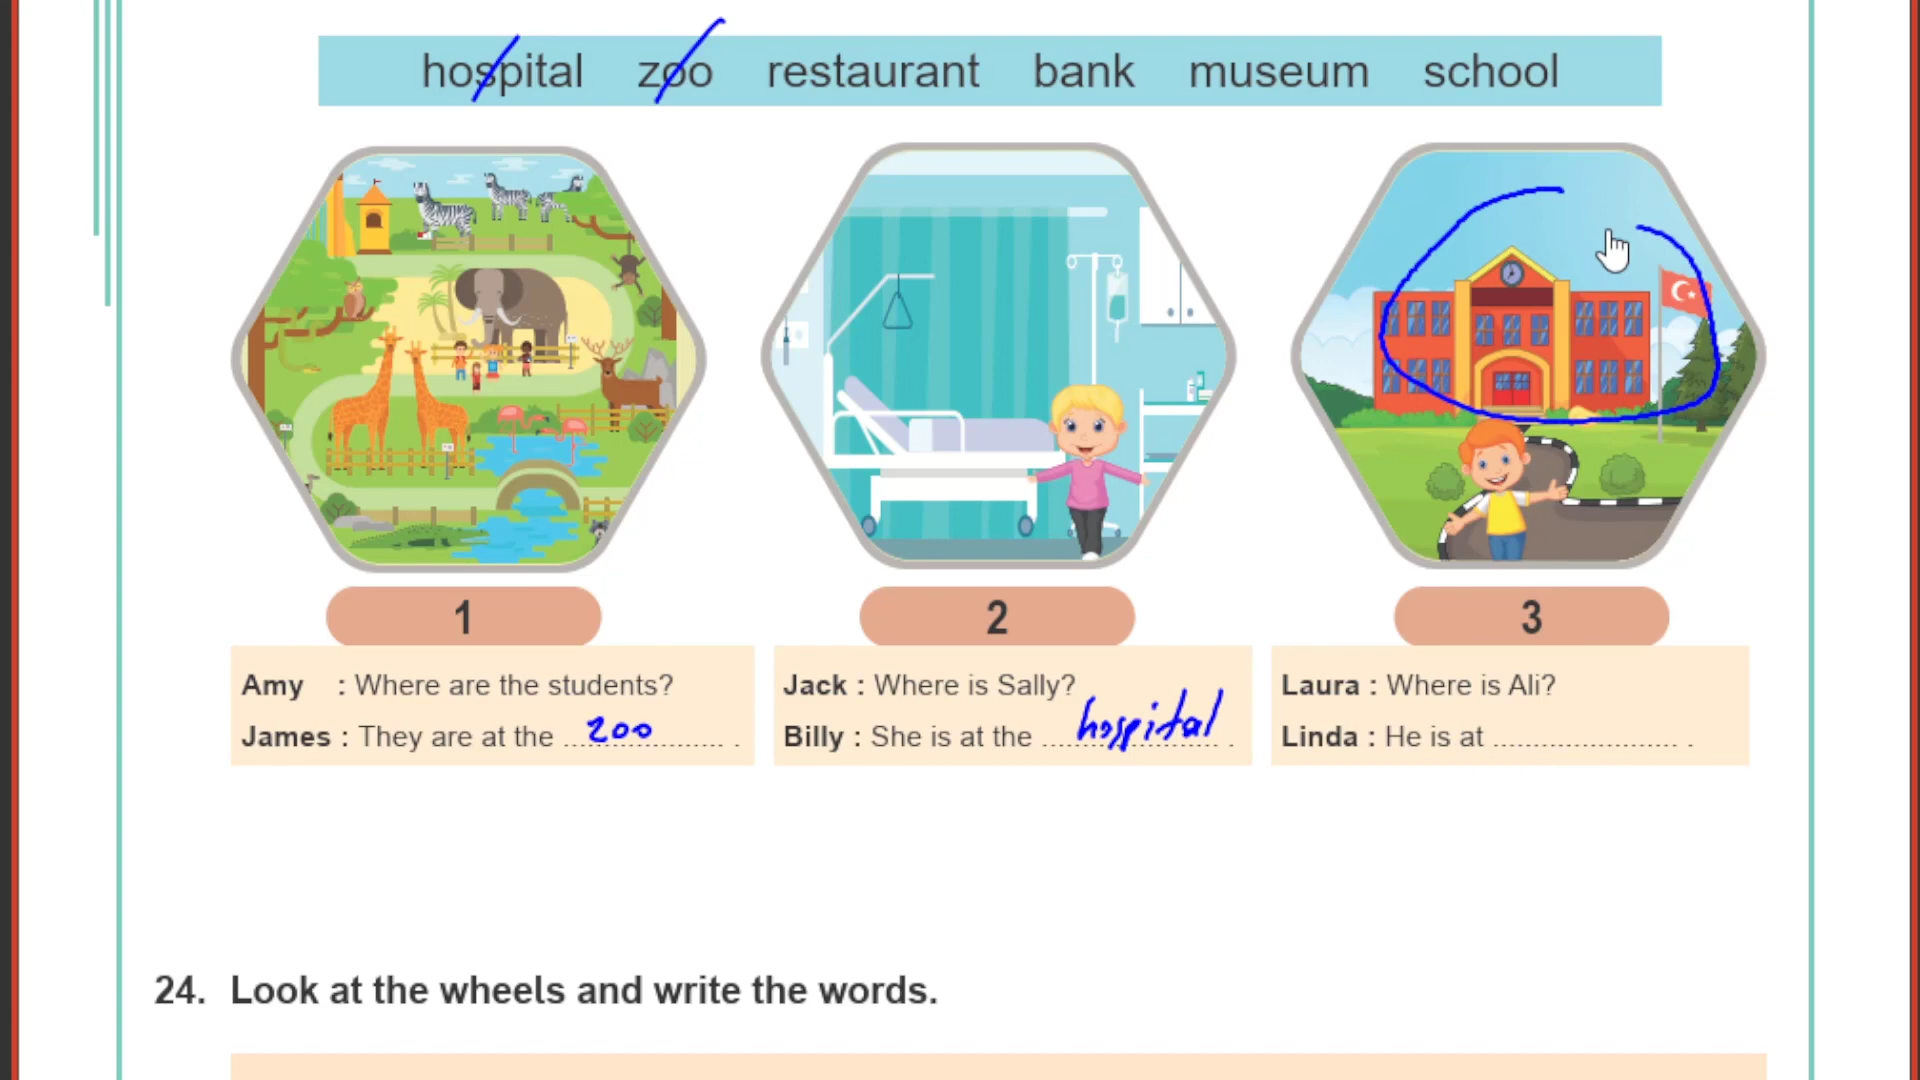 hospital zoo restaurant bank museum school
1
2
3
Amy : Where are the students?
James : They are at the zoo .
Jack : Where is Sally?
Billy : She is at the hospital .
Laura : Where is Ali?
Linda : He is at ....................... .
24. Look at the wheels and write the words.